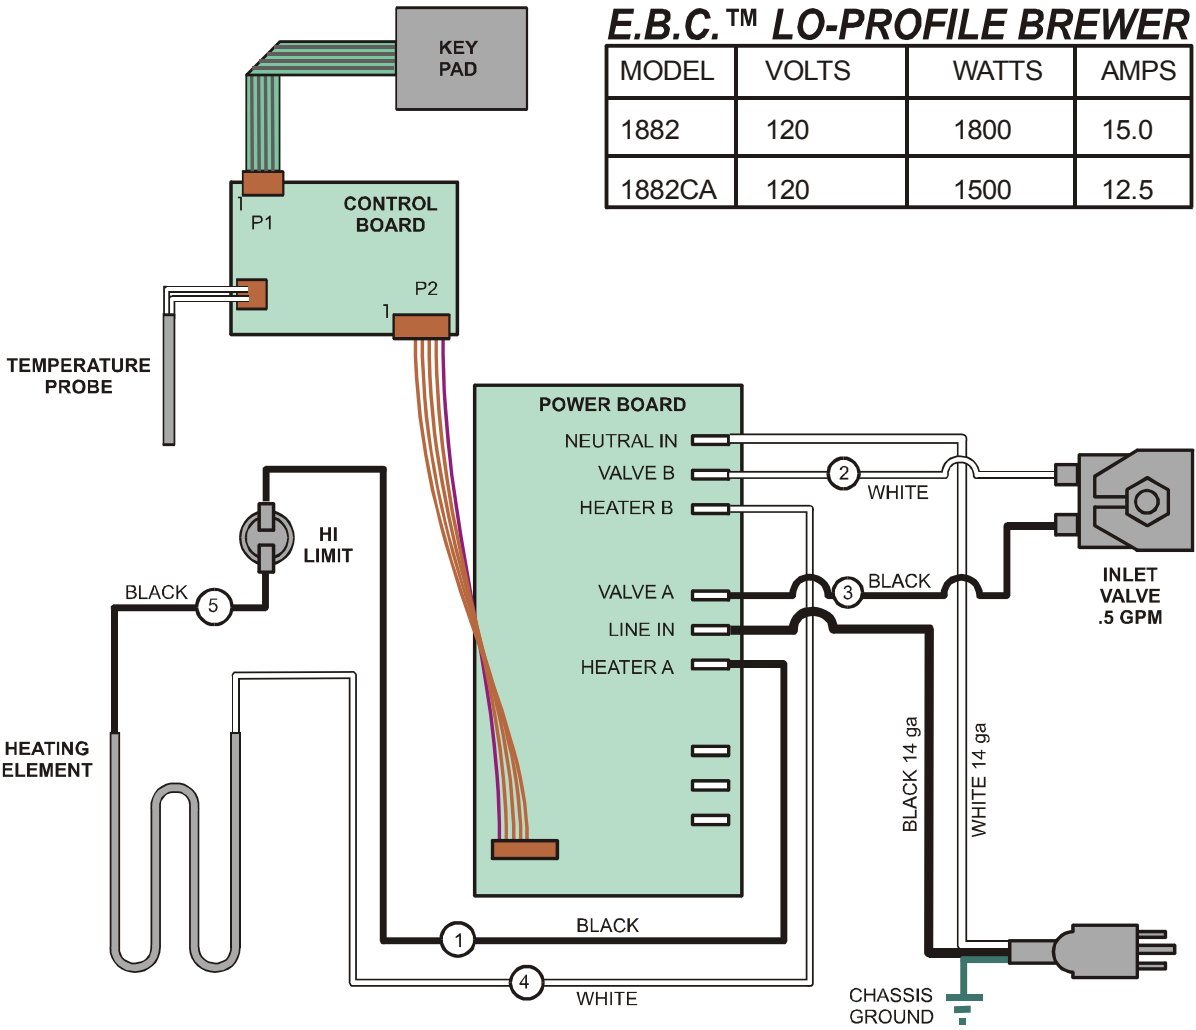 E.B.C.™ LO-PROFILE BREWER
MODEL VOLTS WATTS AMPS
1882 120 1800 15.0
1882CA 120 1500 12.5
KEY
PAD
1
P1
CONTROL
BOARD
P2
1
TEMPERATURE
PROBE
POWER BOARD
NEUTRAL IN
VALVE B
HEATER B
VALVE A
LINE IN
HEATER A
2
WHITE
3
BLACK
INLET
VALVE
.5 GPM
HI
LIMIT
BLACK
5
HEATING
ELEMENT
BLACK 14 ga
WHITE 14 ga
BLACK
1
4
WHITE
CHASSIS
GROUND